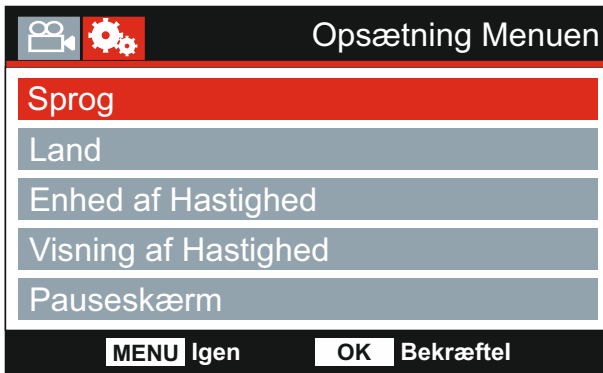 Opsætning Menuen
Sprog
Land
Enhed af Hastighed
Visning af Hastighed
Pauseskærm
MENU Igen OK Bekræftel